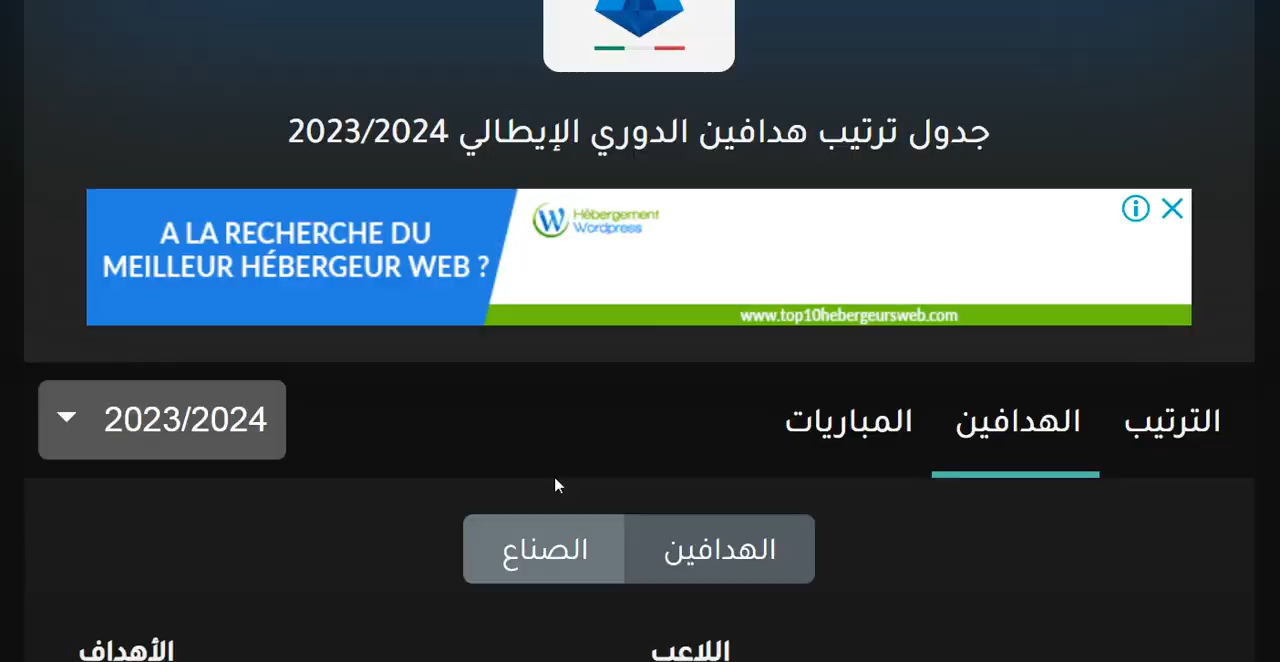 جدول ترتيب هدافين الدوري الإيطالي 2023/2024
A LA RECHERCHE DU
MEILLEUR HÉBERGEUR WEB ?
Hébergement
Wordpress
www.top10hebergeursweb.com
الترتيب
الهدافين
المباريات
2023/2024
الهدافين
الصناع
اللاعب
الأهداف